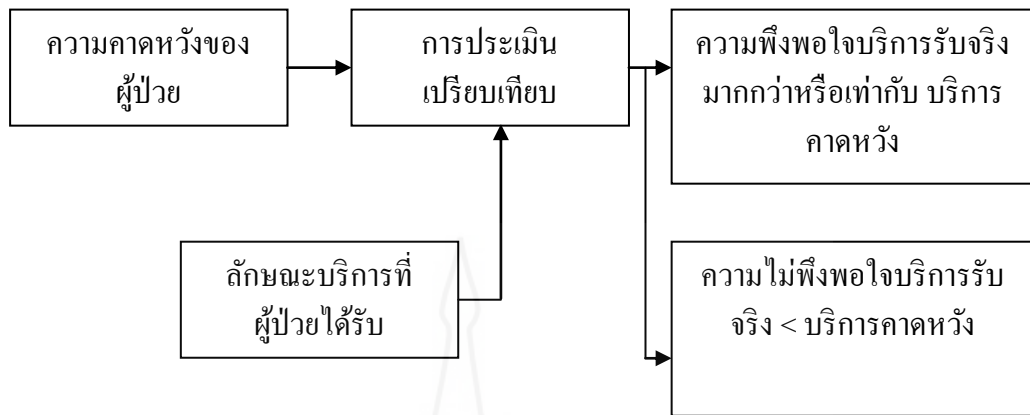 ความคาดหวังของ
ผู้ป่วย
การประเมิน
เปรียบเทียบ
ความพึงพอใจบริการรับจริง
มากกว่าหรือเท่ากับ บริการ
คาดหวัง
ลักษณะบริการที่
ผู้ป่วยได้รับ
ความไม่พึงพอใจบริการรับ
จริง < บริการคาดหวัง